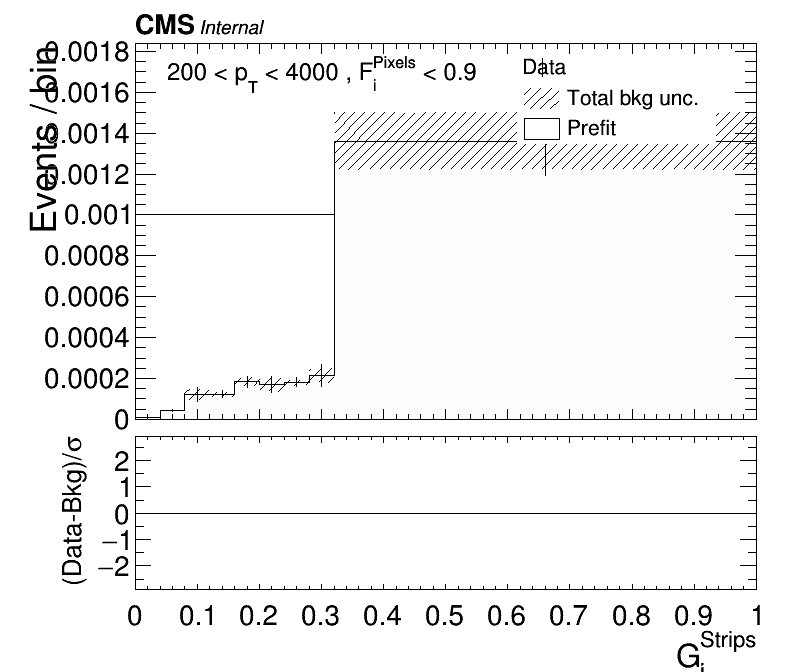 CMS Internal
200 < p_T < 4000 , F_i^Pixels < 0.9
Data
Total bkg unc.
Prefit
Events / bin
0.0018
0.0016
0.0014
0.0012
0.001
0.0008
0.0006
0.0004
0.0002
0
(Data-Bkg)/σ
2
1
0
−1
−2
0 0.1 0.2 0.3 0.4 0.5 0.6 0.7 0.8 0.9 1
G_i^Strips